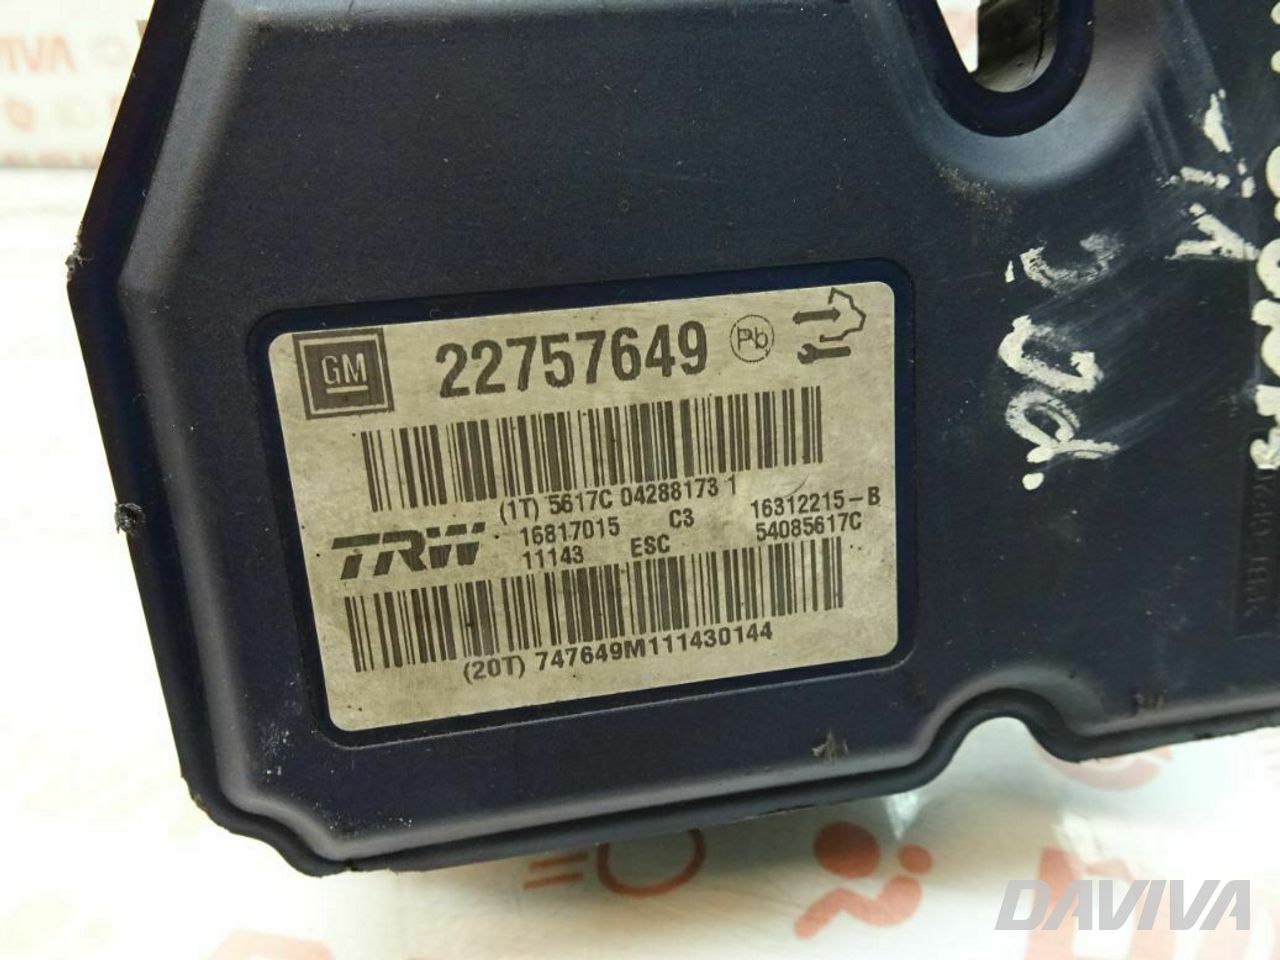 GM
22757649
Pb
(1T) 5617C 04288173 1
TRW
16817015 C3 16312215-B
11143 ESC 54085617C
(20T) 747649M111430144
DAVIVA